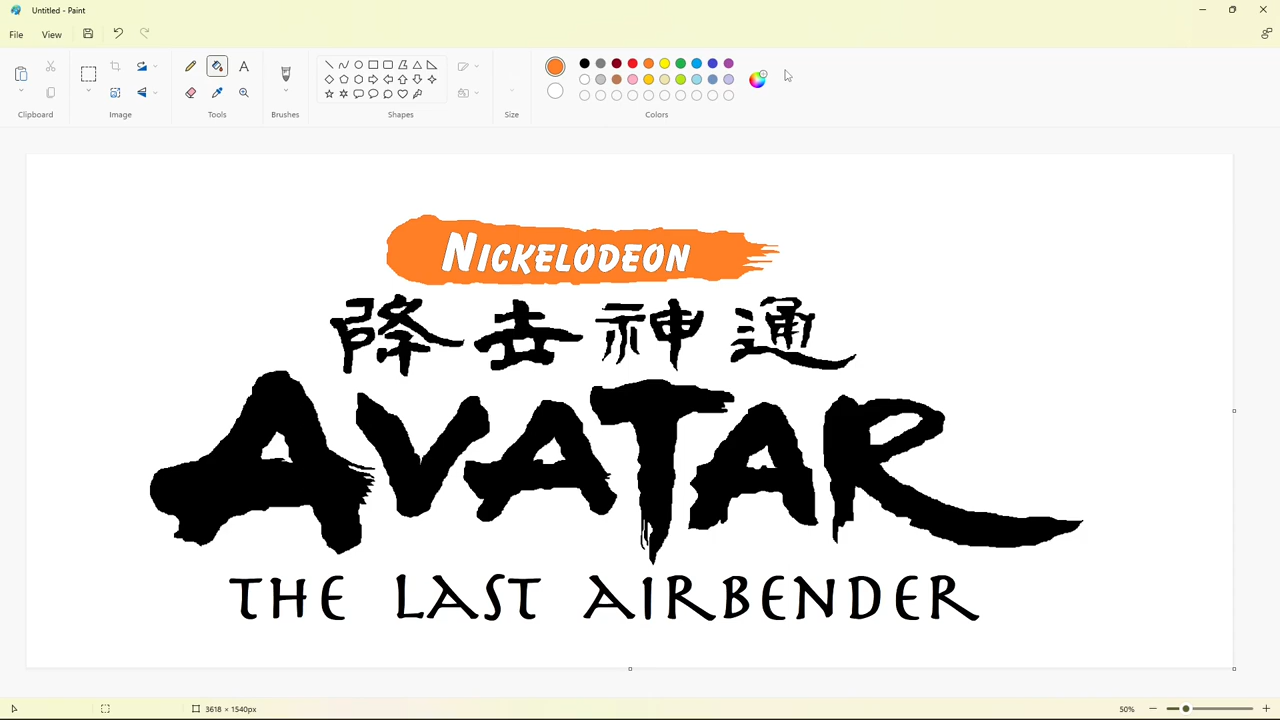 Untitled - Paint
File View
Clipboard Image Tools Brushes Shapes Size Colors
NICKELODEON
降去神通
AVATAR
THE LAST AIRBENDER
3618 × 1540px 50%